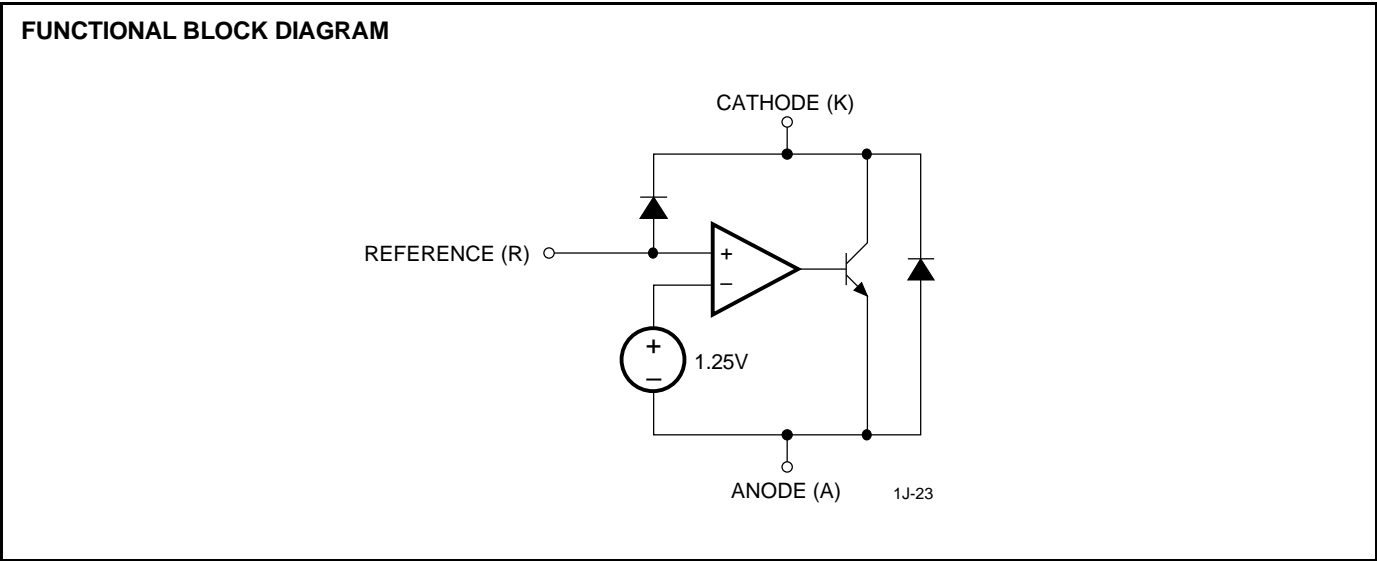 FUNCTIONAL BLOCK DIAGRAM
CATHODE (K)
REFERENCE (R)
+
–
+
–
1.25V
ANODE (A)
1J-23